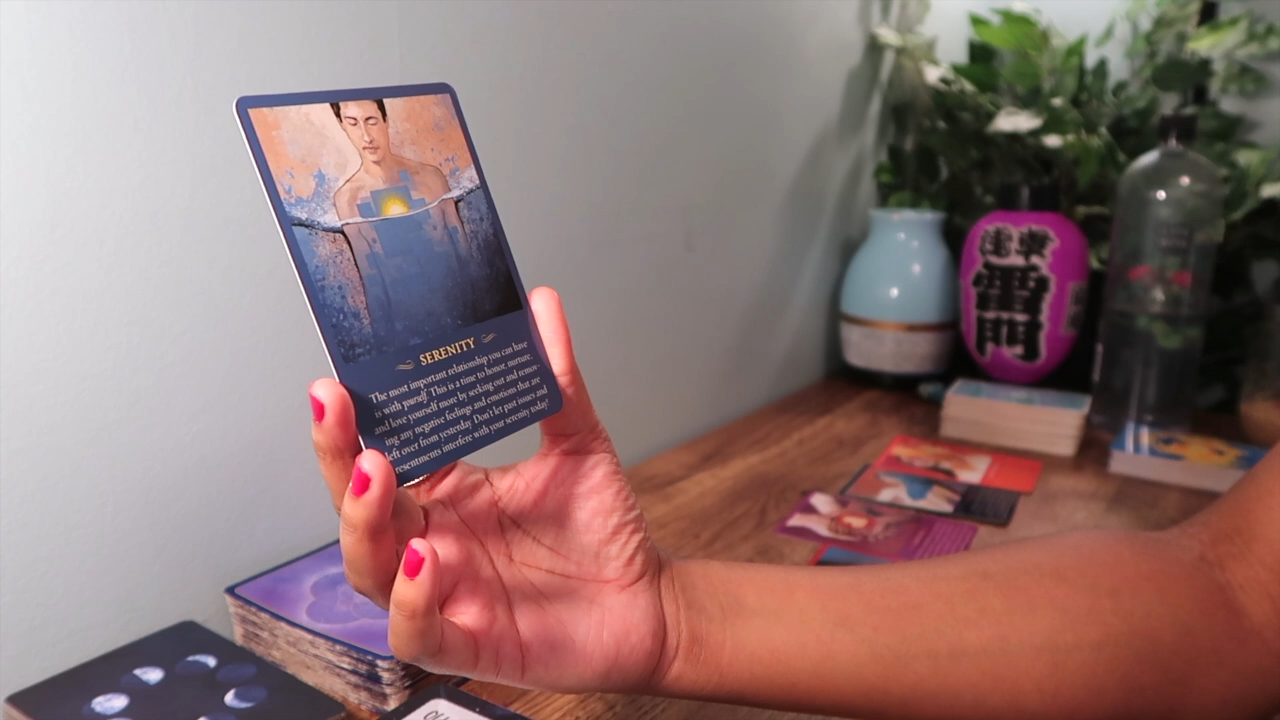 SERENITY
The most important relationship you can have
is with yourself. This is a time to honor, nurture,
and love yourself more by seeking out and remov-
ing any negative feelings and emotions that are
left over from yesterday. Don't let past issues and
resentments interfere with your serenity today!
雷門